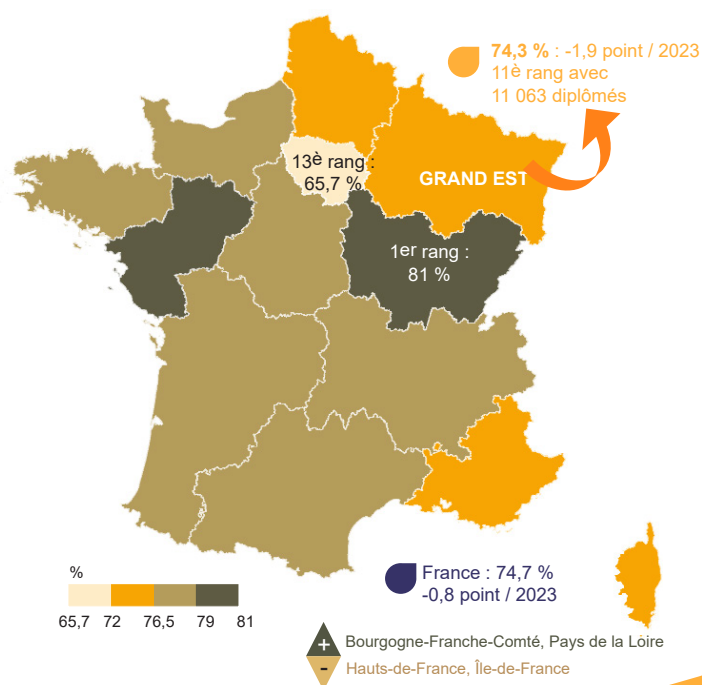 74,3 % : -1,9 point / 2023
11è rang avec
11 063 diplômés
13è rang :
65,7 %
GRAND EST
1er rang :
81 %
%
65,7 72 76,5 79 81
France : 74,7 %
-0,8 point / 2023
+ Bourgogne-Franche-Comté, Pays de la Loire
- Hauts-de-France, Île-de-France